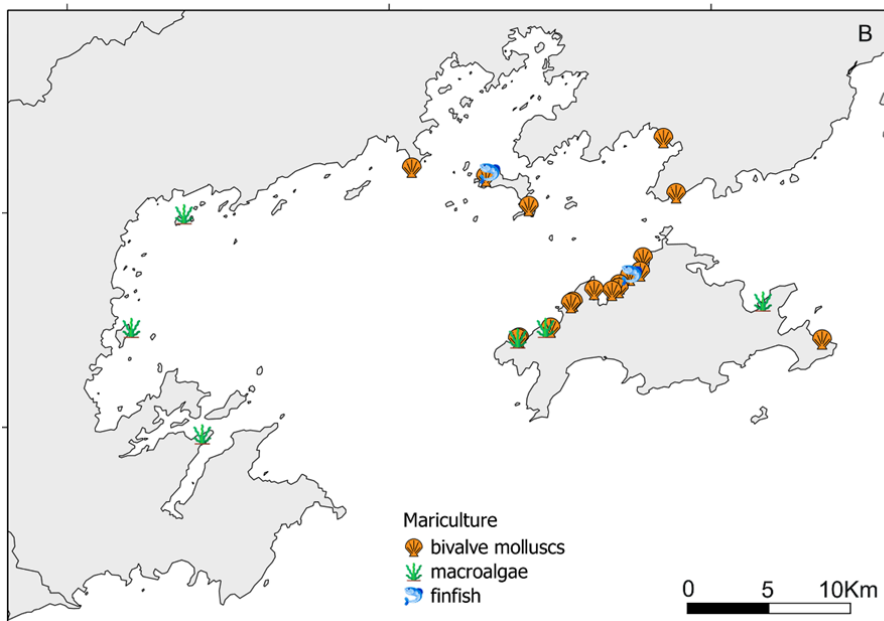 B
Mariculture
bivalve molluscs
macroalgae
finfish
0 5 10Km